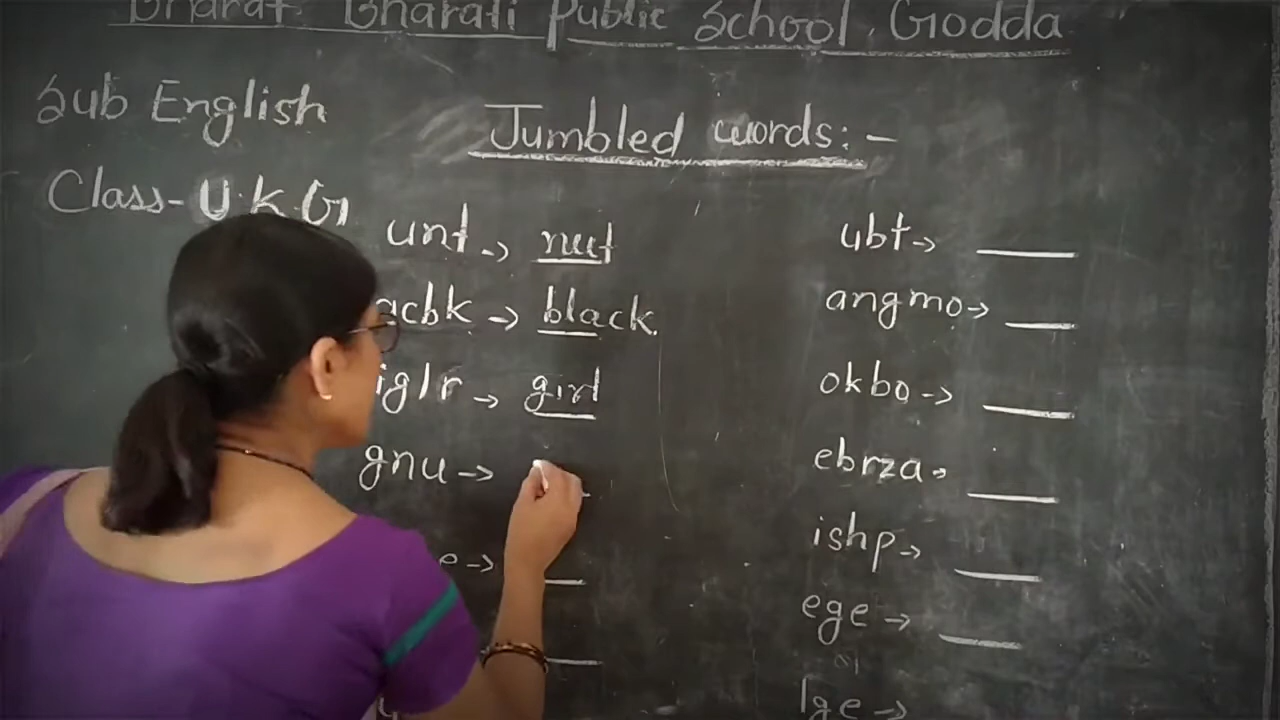 Bharat Bharati Public School, Godda
Sub English
Jumbled words:-
Class- U.K.G
unt → nut
acbk → black
iglr → girl
gnu →
e →
ubt →
angmo →
okbo →
ebrza →
ishp →
ege →
lge →